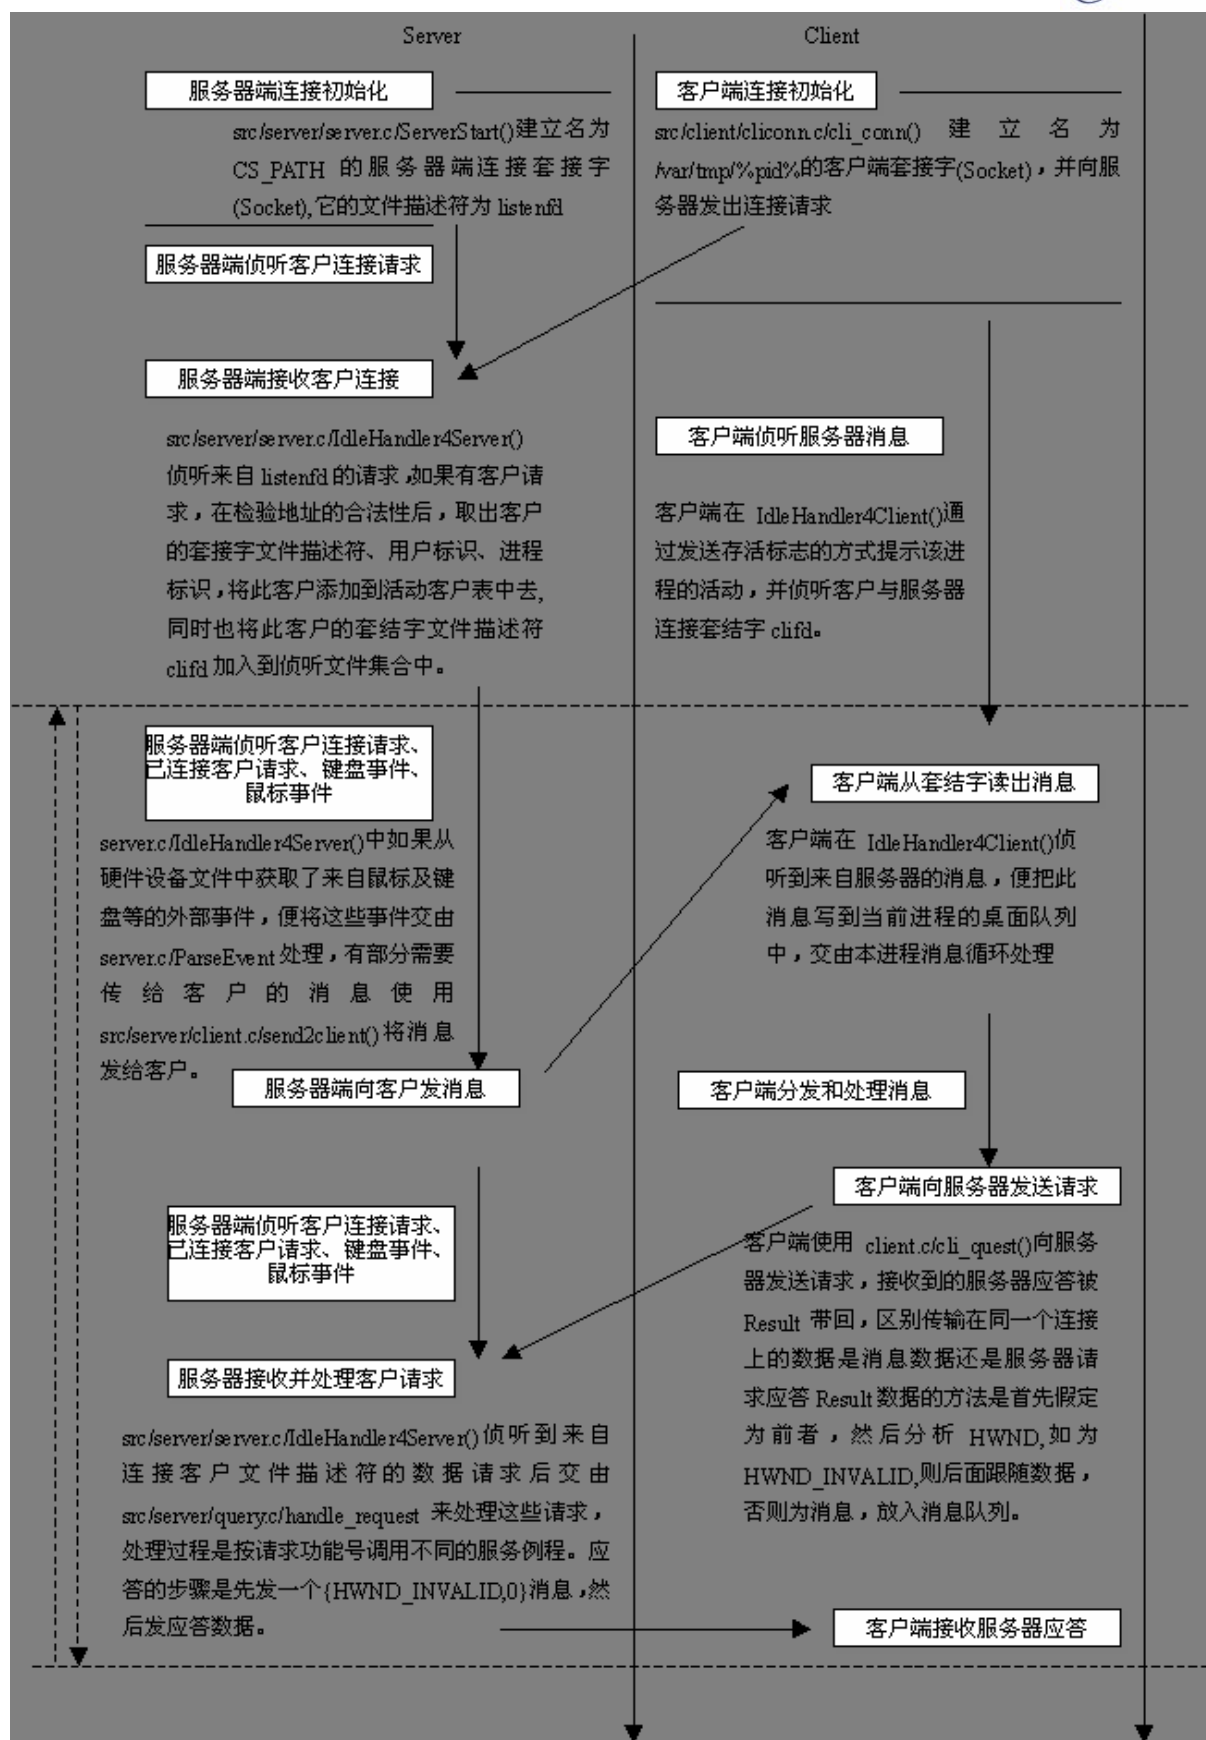 Server
Client
服务器端连接初始化
src/server/server.c/ServerStart()建立名为
CS_PATH 的服务器端连接套接字
(Socket),它的文件描述符为 listenfd
服务器端侦听客户连接请求
服务器端接收客户连接
src/server/server.c/IdleHandler4Server()
侦听来自 listenfd 的请求，如果有客户请
求，在检验地址的合法性后，取出客户
的套接字文件描述符、用户标识、进程
标识，将此客户添加到活动客户表中去,
同时也将此客户的套结字文件描述符
clifd 加入到侦听文件集合中。
客户端连接初始化
src/client/cliconn.c/cli_conn() 建立名为
/var/tmp/%pid%的客户端套接字(Socket)，并向服
务器发出连接请求
客户端侦听服务器消息
客户端在 IdleHandler4Client()通
过发送存活标志的方式提示该进
程的活动，并侦听客户与服务器
连接套结字 clifd。
服务器端侦听客户连接请求、
已连接客户请求、键盘事件、
鼠标事件
server.c/IdleHandler4Server()中如果从
硬件设备文件中获取了来自鼠标及键
盘等的外部事件，便将这些事件交由
server.c/ParseEvent 处理，有部分需要
传给客户的消息使用
src/server/client.c/send2client()将消息
发给客户。
服务器端向客户发消息
客户端从套结字读出消息
客户端在 IdleHandler4Client()侦
听到来自服务器的消息，便把此
消息写到当前进程的桌面队列
中，交由本进程消息循环处理
客户端分发和处理消息
客户端向服务器发送请求
客户端使用 client.c/cli_quest()向服务
器发送请求，接收到的服务器应答被
Result 带回，区别传输在同一个连接
上的数据是消息数据还是服务器请
求应答 Result 数据的方法是首先假定
为前者，然后分析 HWND,如为
HWND_INVALID,则后面跟随数据，
否则为消息，放入消息队列。
服务器端侦听客户连接请求、
已连接客户请求、键盘事件、
鼠标事件
服务器接收并处理客户请求
src/server/server.c/IdleHandler4Server()侦听到来自
连接客户文件描述符的数据请求后交由
src/server/query.c/handle_request 来处理这些请求，
处理过程是按请求功能号调用不同的服务例程。应
答的步骤是先发一个{HWND_INVALID,0}消息，然
后发应答数据。
客户端接收服务器应答